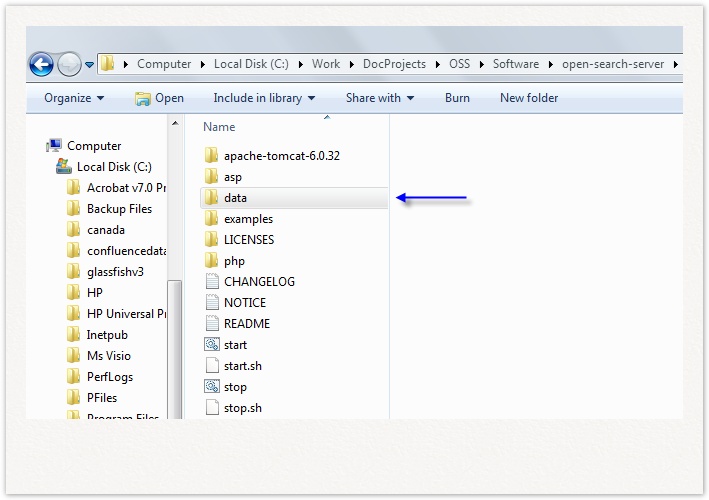 Computer Local Disk (C:) Work DocProjects OSS Software open-search-server
Organize Open Include in library Share with Burn New folder
Computer
Local Disk (C:)
Acrobat v7.0 Pr
Backup Files
canada
confluencedata
glassfishv3
HP
HP Universal Pr
Inetpub
Ms Visio
PerfLogs
PFiles
Program Files
Name
apache-tomcat-6.0.32
asp
data
examples
LICENSES
php
CHANGELOG
NOTICE
README
start
start.sh
stop
stop.sh